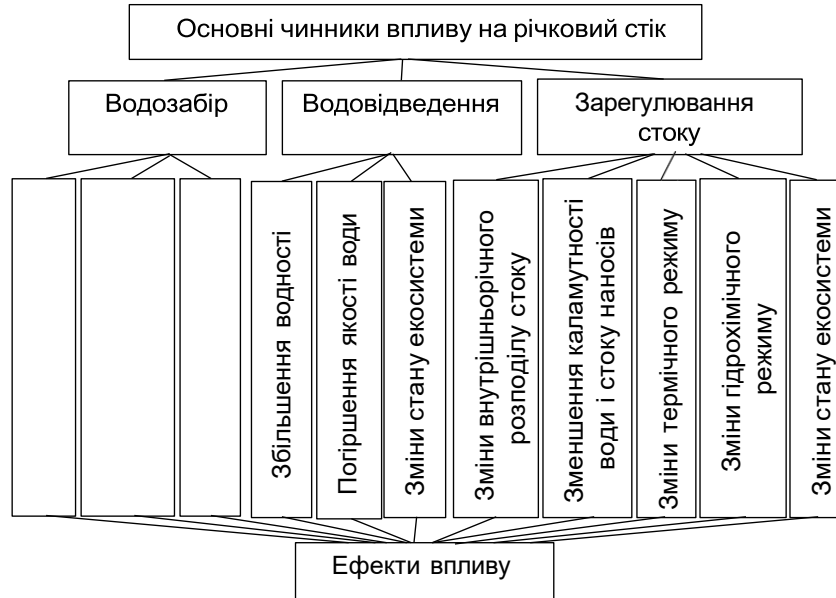 Основні чинники впливу на річковий стік
Водозабір
Водовідведення
Зарегулювання
стоку
Збільшення водності
Погіршення якості води
Зміни стану екосистеми
Зміни внутрішньорічного
розподілу стоку
Зменшення каламутності
води і стоку наносів
Зміни термічного режиму
Зміни гідрохімічного
режиму
Зміни стану екосистеми
Ефекти впливу